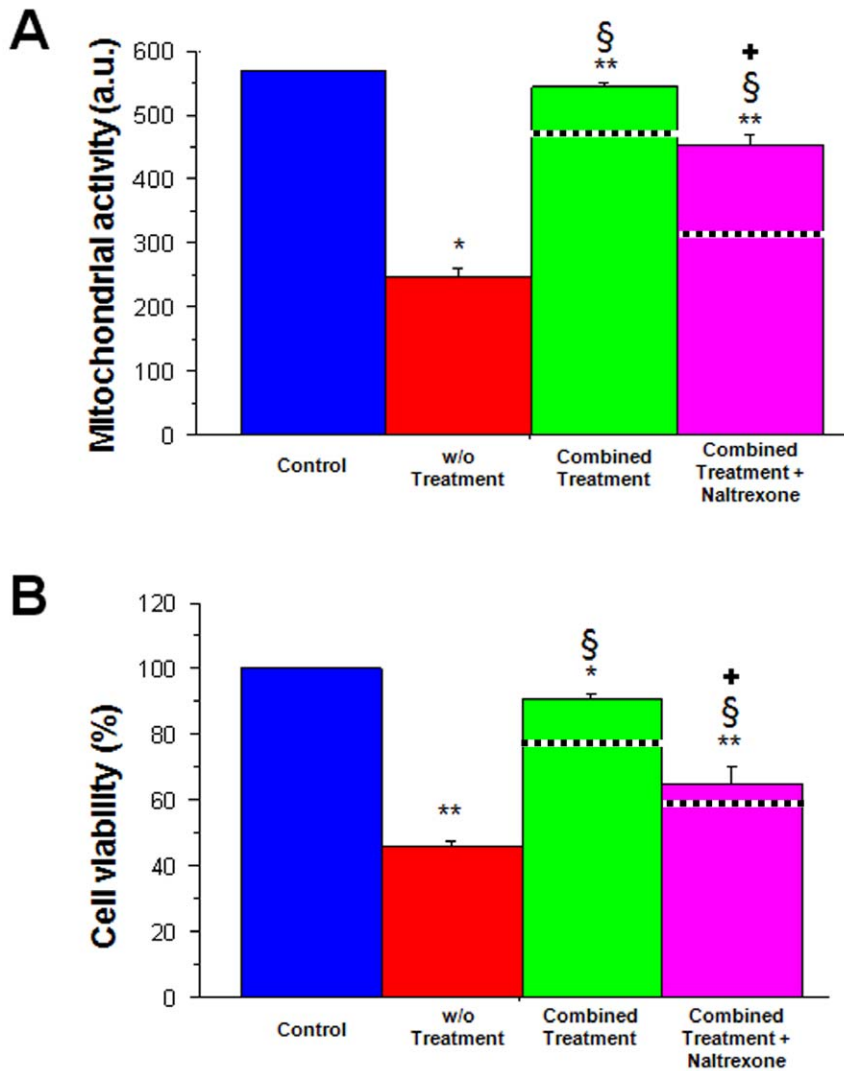 A
Mitochondrial activity (a.u.)
600
500
400
300
200
100
0
*
§
**
+
§
**
Control
w/o
Treatment
Combined
Treatment
Combined
Treatment +
Naltrexone
B
Cell viability (%)
120
100
80
60
40
20
0
**
§
*
+
§
**
Control
w/o
Treatment
Combined
Treatment
Combined
Treatment +
Naltrexone